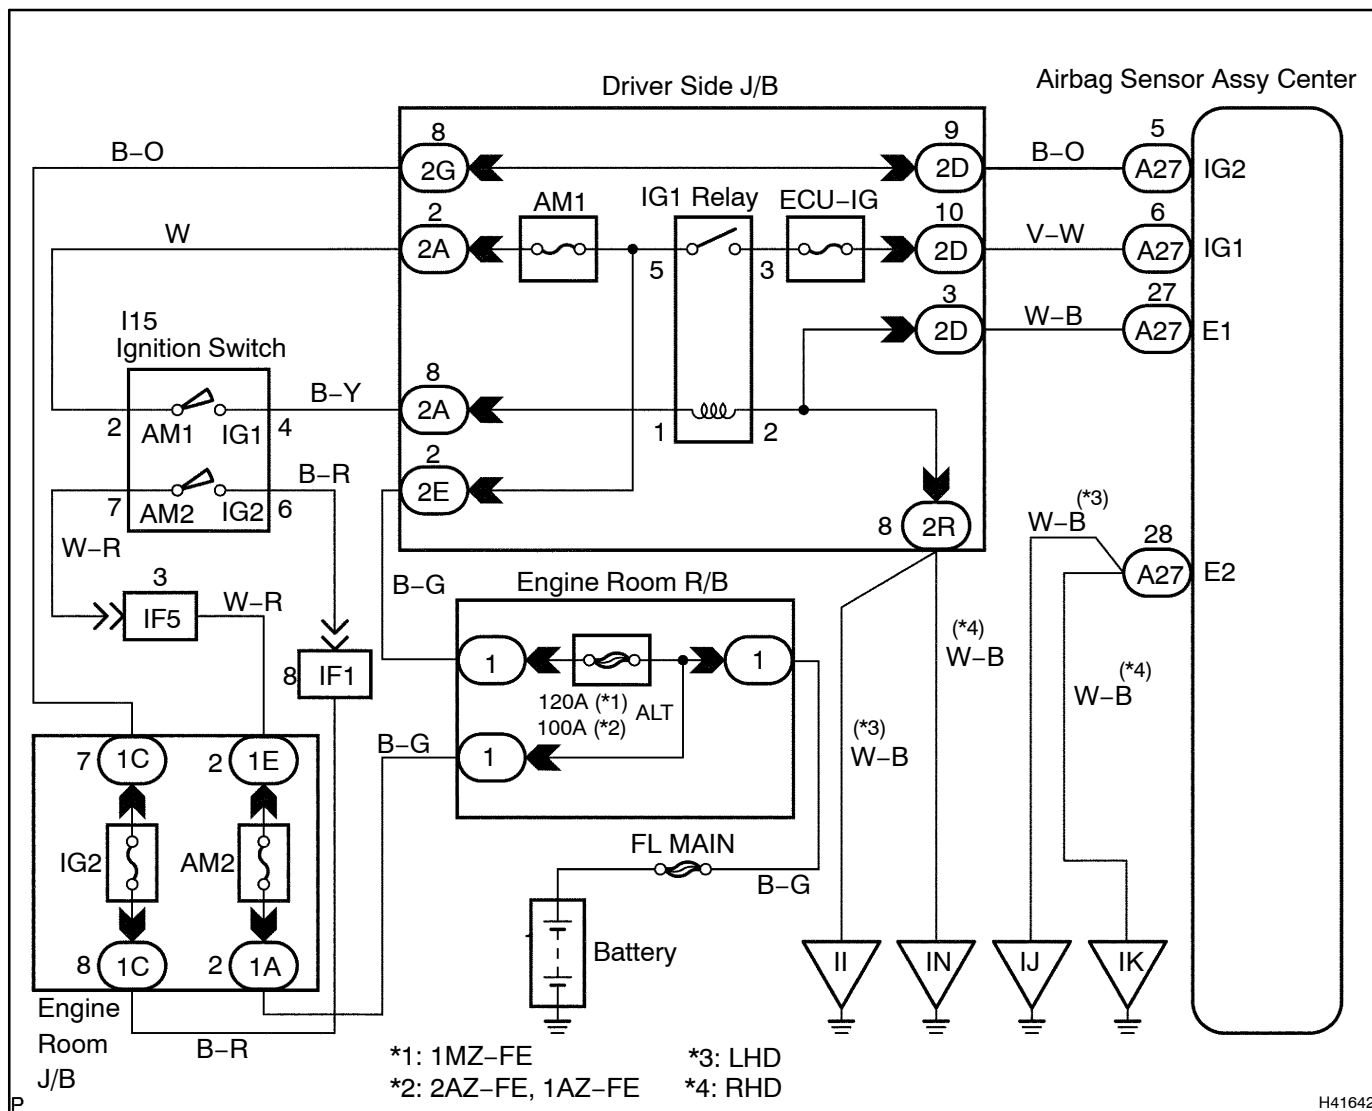 Driver Side J/B
Airbag Sensor Assy Center
8
9
5
B–O
2G
2D
B–O
A27
IG2
AM1
IG1 Relay
ECU–IG
2
10
6
W
2A
5
3
2D
V–W
A27
IG1
3
27
2D
W–B
A27
E1
I15
Ignition Switch
8
B–Y
2A
2
AM1
IG1
4
1
2
2
B–R
2E
7
AM2
IG2
6
8
2R
W–B
(*3)
28
A27
E2
W–R
3
IF5
W–R
B–G
Engine Room R/B
8
IF1
1
1
120A (*1)
100A (*2)
ALT
(*4)
W–B
W–B
(*4)
B–G
1
(*3)
W–B
7
1C
2
1E
IG2
AM2
FL MAIN
B–G
8
1C
2
1A
Battery
II
IN
IJ
IK
Engine
Room
J/B
B–R
*1: 1MZ–FE
*3: LHD
*2: 2AZ–FE, 1AZ–FE
*4: RHD
P
H41642